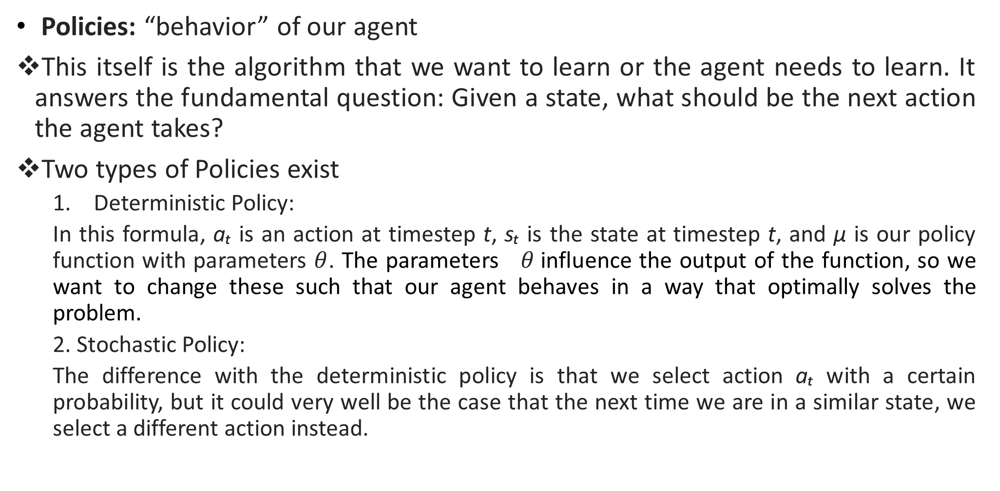 • Policies: “behavior” of our agent
❖This itself is the algorithm that we want to learn or the agent needs to learn. It
answers the fundamental question: Given a state, what should be the next action
the agent takes?
❖Two types of Policies exist
1. Deterministic Policy:
In this formula, aₜ is an action at timestep t, sₜ is the state at timestep t, and μ is our policy
function with parameters θ. The parameters θ influence the output of the function, so we
want to change these such that our agent behaves in a way that optimally solves the
problem.
2. Stochastic Policy:
The difference with the deterministic policy is that we select action aₜ with a certain
probability, but it could very well be the case that the next time we are in a similar state, we
select a different action instead.